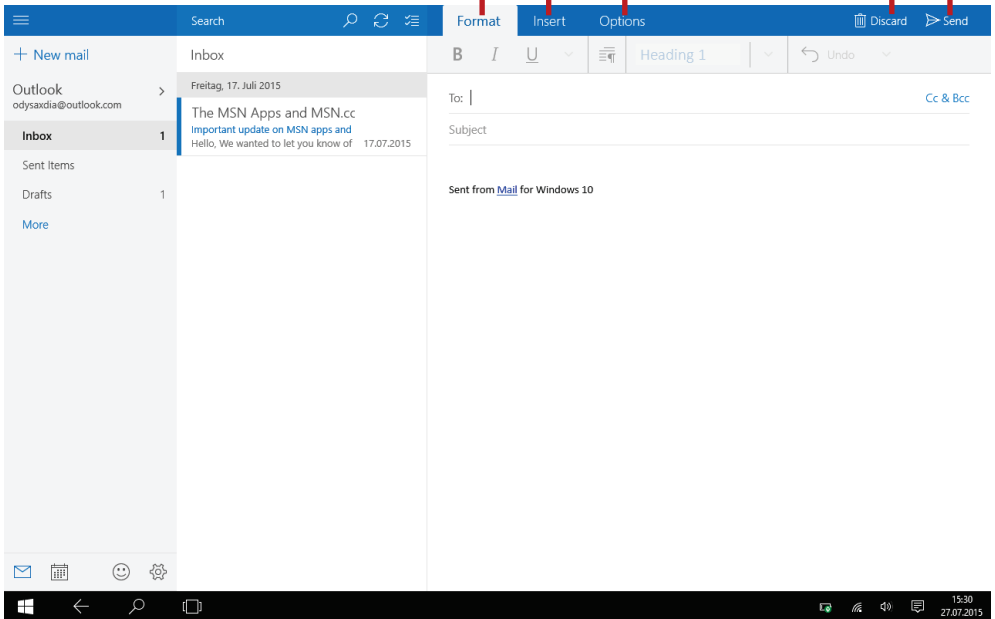 Search
Format Insert Options Discard Send
+ New mail
Inbox
B I U Heading 1 Undo
Outlook
odysaxdia@outlook.com
Inbox 1
Sent Items
Drafts 1
More
Freitag, 17. Juli 2015
The MSN Apps and MSN.cc
Important update on MSN apps and
Hello, We wanted to let you know of 17.07.2015
To: Cc & Bcc
Subject
Sent from Mail for Windows 10
15:30
27.07.2015